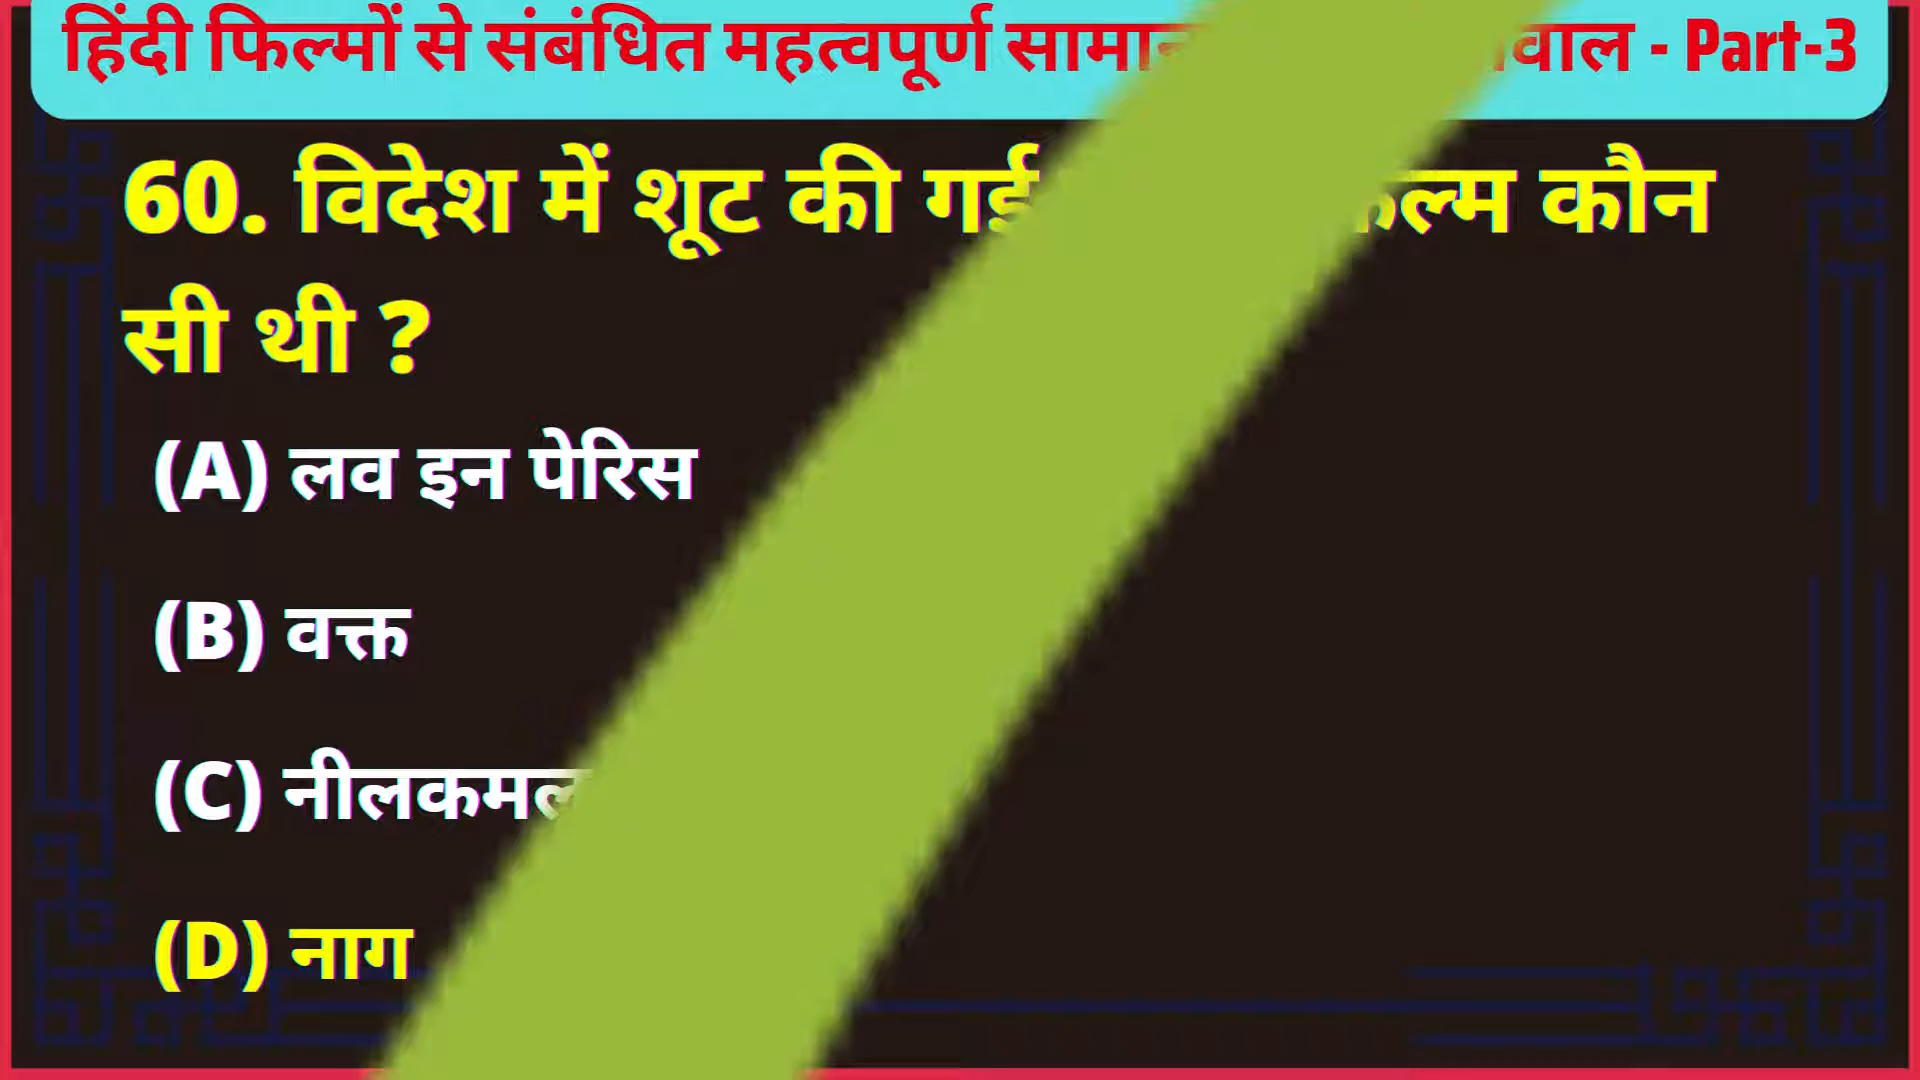 हिंदी फिल्मों से संबंधित महत्वपूर्ण - Part-3
60. विदेश में शूट की गई कौन
सी थी ?
(A) लव इन पेरिस
(B) वक्त
(C) नीलकमल
(D) नाग